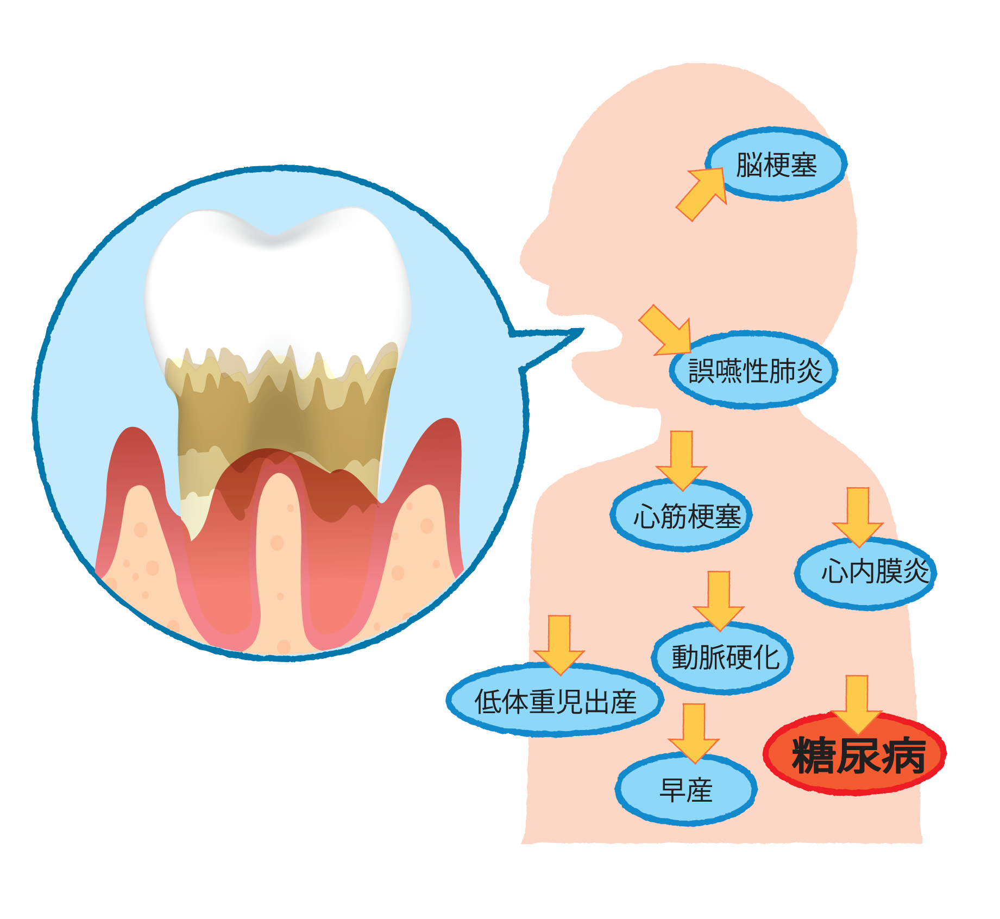 脳梗塞
誤嚥性肺炎
心筋梗塞
心内膜炎
動脈硬化
低体重児出産
糖尿病
早産